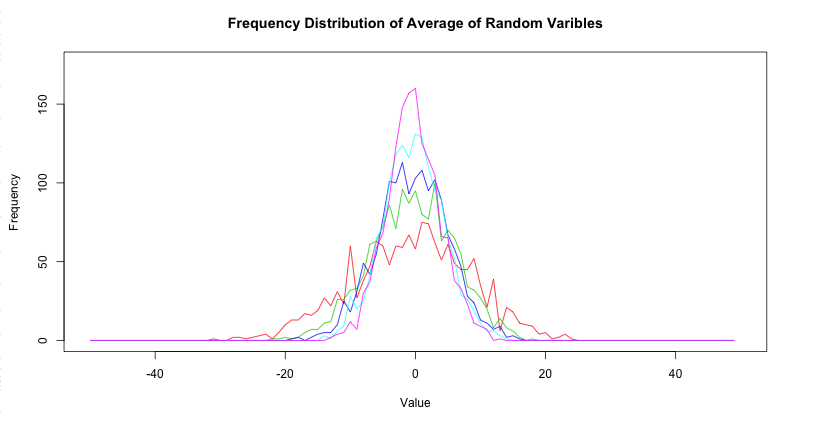 Frequency Distribution of Average of Random Varibles
150
100
50
0
Frequency
-40 -20 0 20 40
Value